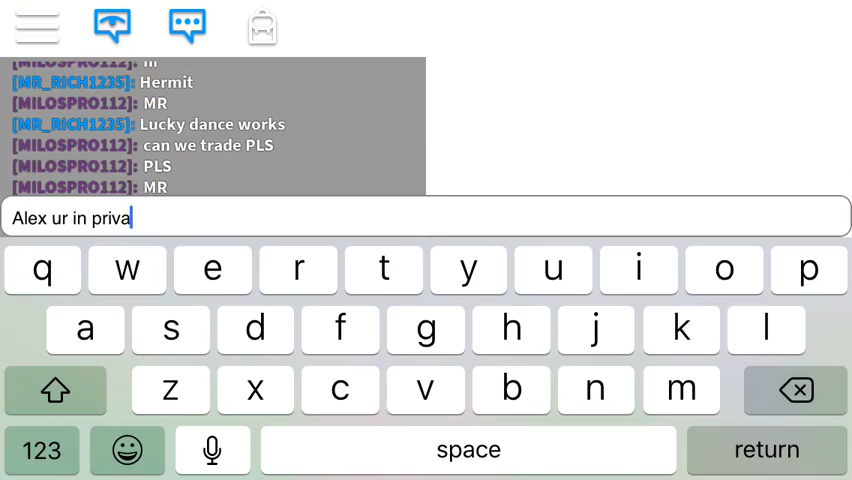 [MR_RICH1235]: Hermit
[MILOSPRO112]: MR
[MR_RICH1235]: Lucky dance works
[MILOSPRO112]: can we trade PLS
[MILOSPRO112]: PLS
[MILOSPRO112]: MR
Alex ur in priva
q w e r t y u i o p
a s d f g h j k l
z x c v b n m
123 space return